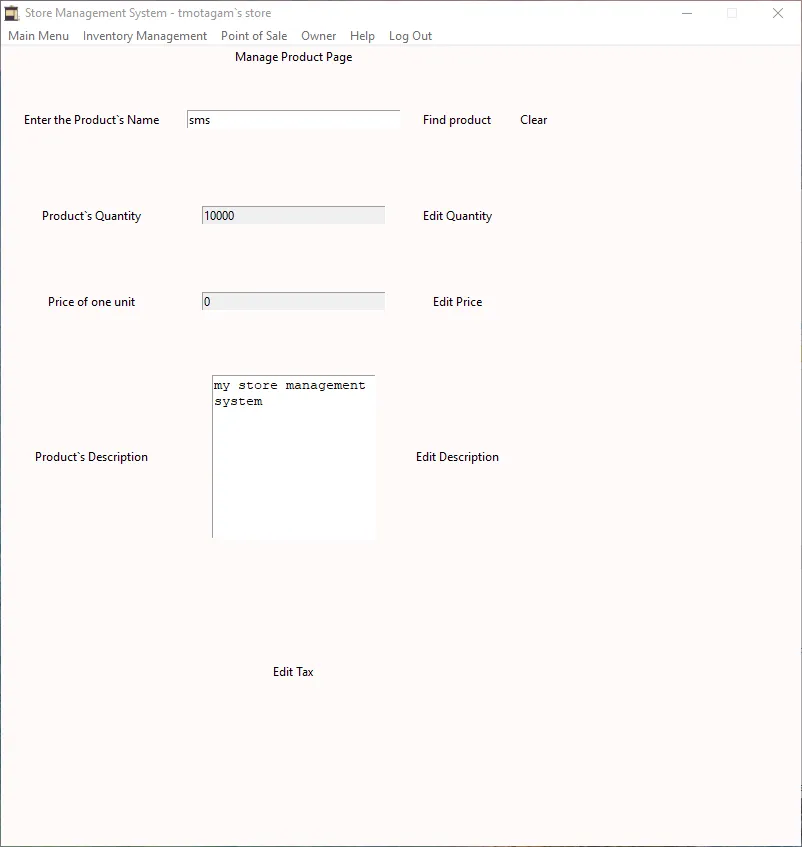 Store Management System - tmotagam`s store
Main Menu Inventory Management Point of Sale Owner Help Log Out
Manage Product Page
Enter the Product`s Name sms Find product Clear
Product`s Quantity 10000 Edit Quantity
Price of one unit 0 Edit Price
my store management
system
Product`s Description Edit Description
Edit Tax